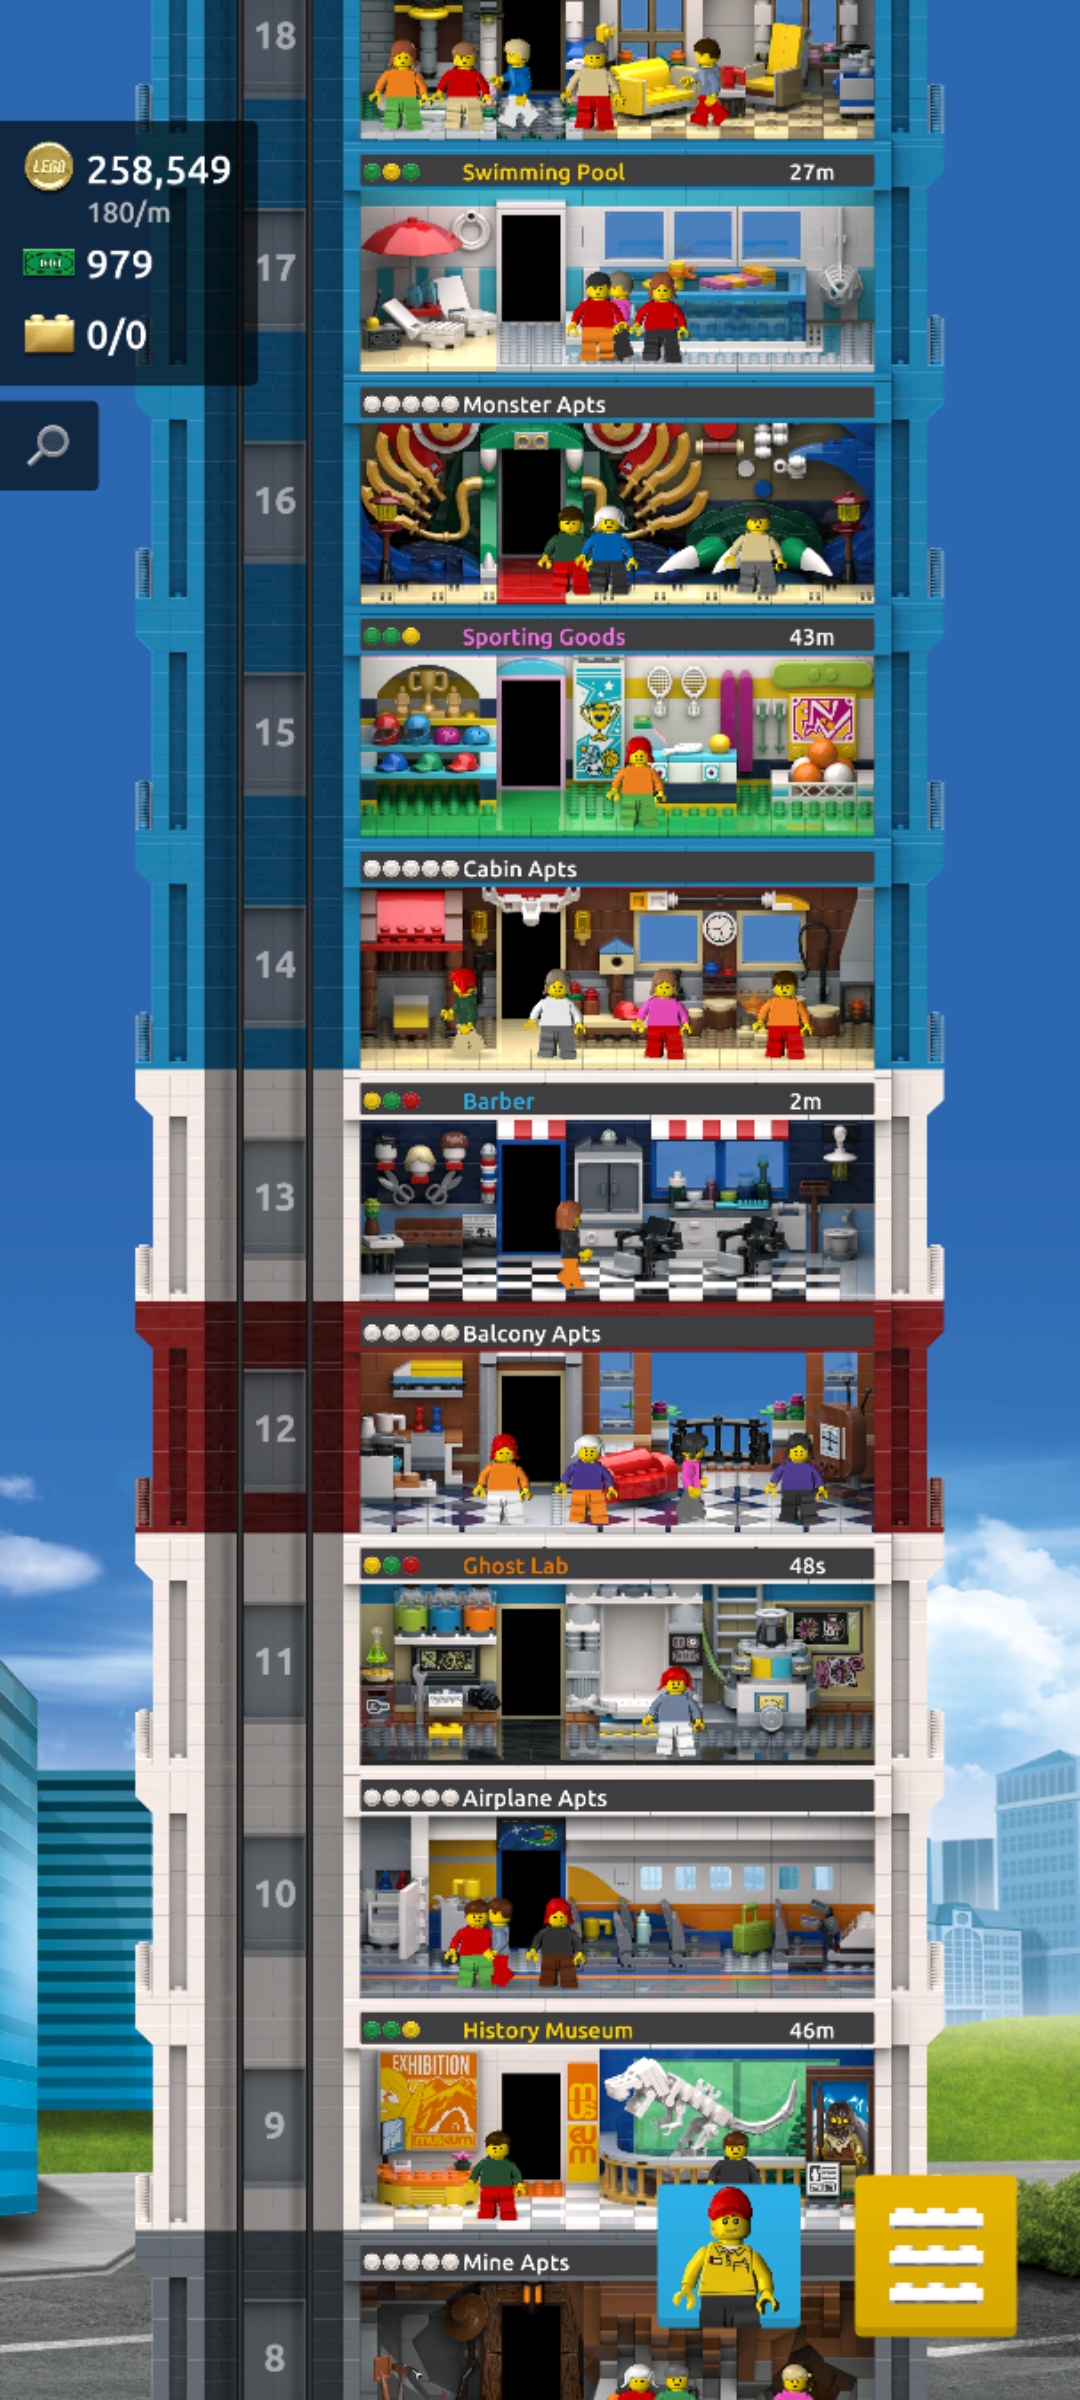 18
LEGO 258,549
180/m
979
0/0
Swimming Pool 27m
17
Monster Apts
16
Sporting Goods 43m
15
Cabin Apts
14
Barber 2m
13
Balcony Apts
12
Ghost Lab 48s
11
Airplane Apts
10
History Museum 46m
EXHIBITION
museum
MUSEUM
9
Mine Apts
8